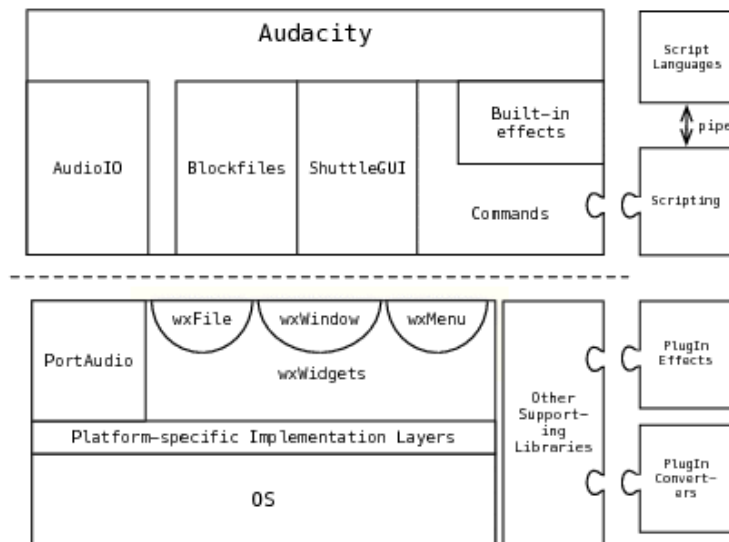 Audacity
Script
Languages
pipe
AudioIO
Blockfiles
ShuttleGUI
Built-in
effects
Commands
Scripting
PortAudio
wxFile
wxWindow
wxMenu
wxWidgets
Platform-specific Implementation Layers
OS
Other
Support-
ing
Libraries
PlugIn
Effects
PlugIn
Convert-
ers